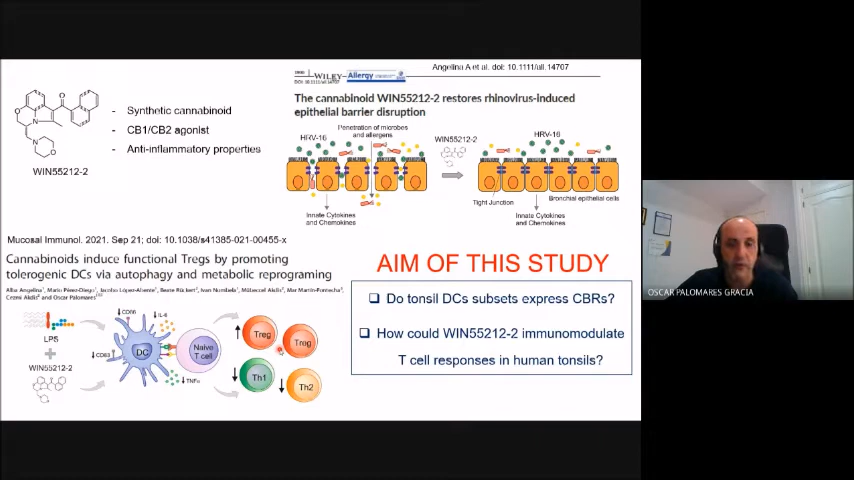 Angelina A et al. doi: 10.1111/all.14707
WILEY Allergy
The cannabinoid WIN55212-2 restores rhinovirus-induced
epithelial barrier disruption
- Synthetic cannabinoid
- CB1/CB2 agonist
- Anti-inflammatory properties
O
N
O
N
O
WIN55212-2
HRV-16
Penetration of microbes
and allergens
WIN55212-2
HRV-16
Tight Junction
Bronchial epithelial cells
Innate Cytokines
and Chemokines
Innate Cytokines
and Chemokines
Mucosal Immunol. 2021. Sep 21; doi: 10.1038/s41385-021-00455-x
Cannabinoids induce functional Tregs by promoting
tolerogenic DCs via autophagy and metabolic reprograming
LPS
+
WIN55212-2
CD86
IL-6
DC
Naive
T cell
TNFα
Treg
Treg
Th1
Th2
AIM OF THIS STUDY
Do tonsil DCs subsets express CBRs?
How could WIN55212-2 immunomodulate
T cell responses in human tonsils?
OSCAR PALOMARES GRACIA